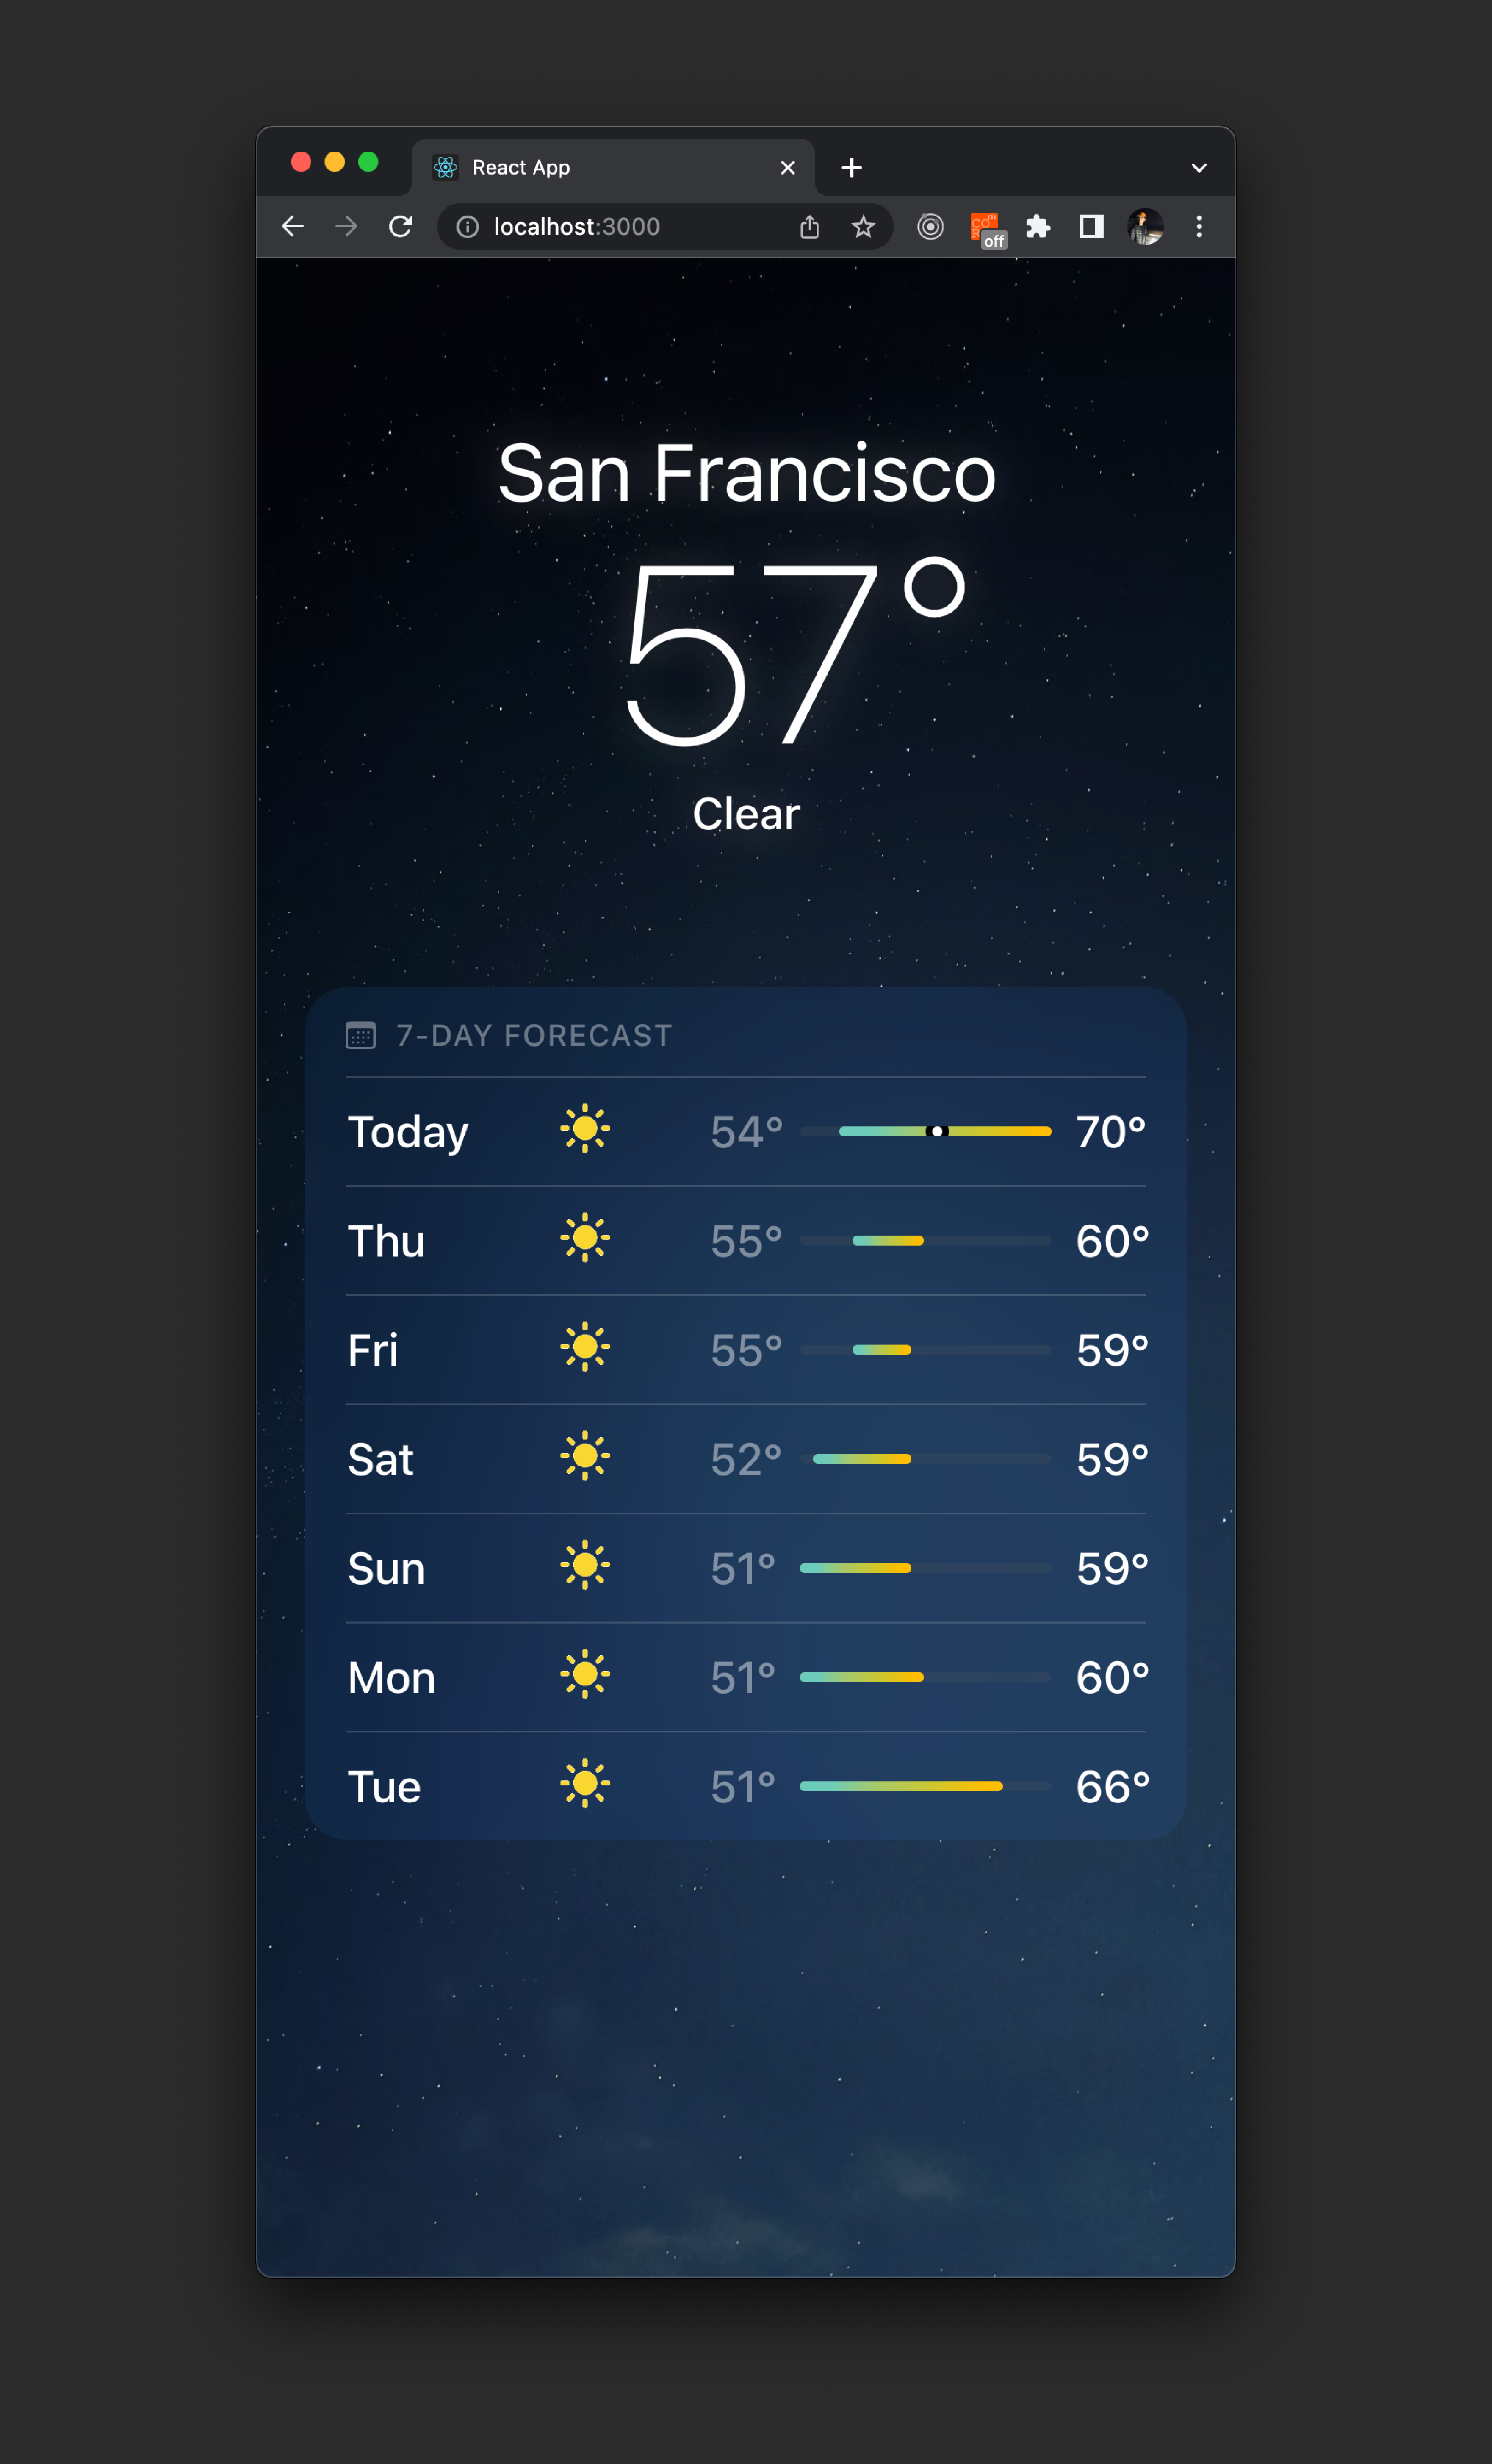 React App
localhost:3000
off
San Francisco
57°
Clear
7-DAY FORECAST
Today 54° 70°
Thu 55° 60°
Fri 55° 59°
Sat 52° 59°
Sun 51° 59°
Mon 51° 60°
Tue 51° 66°